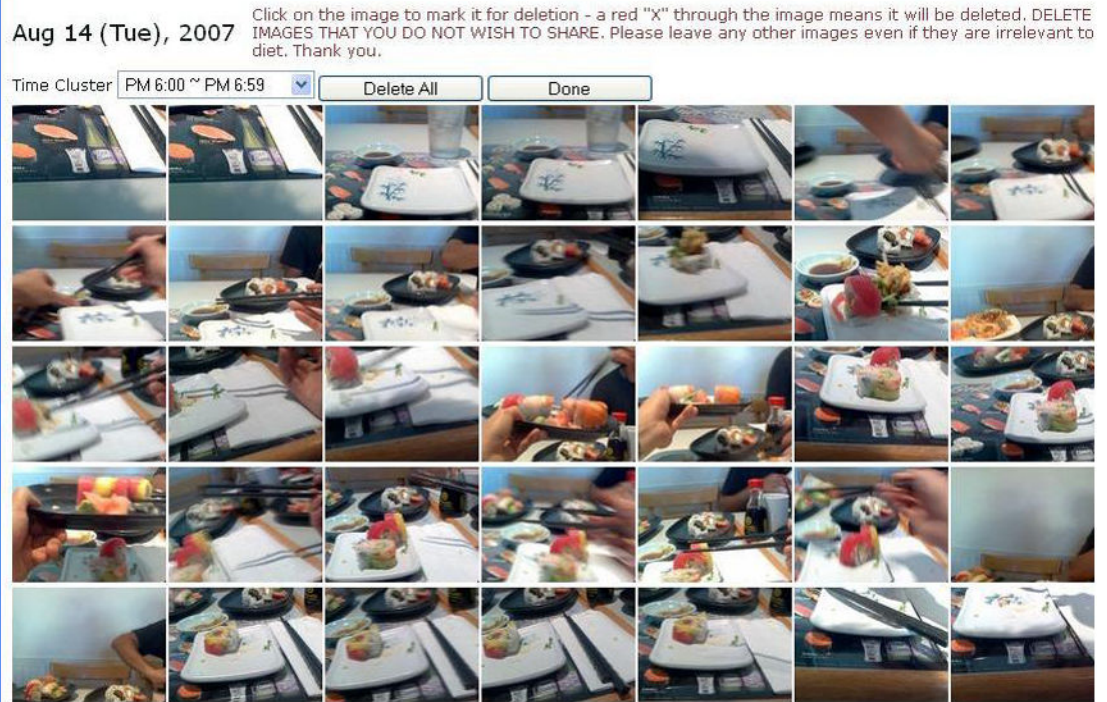 Aug 14 (Tue), 2007
Click on the image to mark it for deletion - a red "X" through the image means it will be deleted. DELETE
IMAGES THAT YOU DO NOT WISH TO SHARE. Please leave any other images even if they are irrelevant to
diet. Thank you.
Time Cluster PM 6:00 ~ PM 6:59 Delete All Done